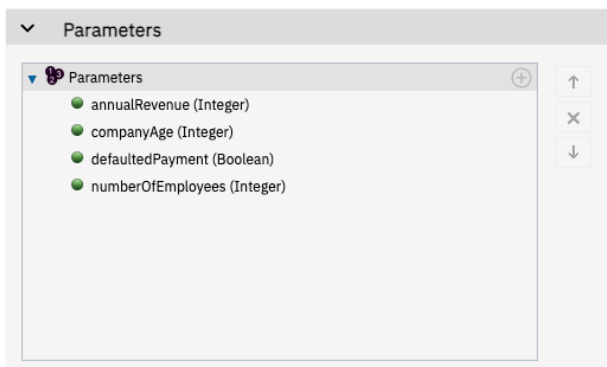 Parameters
Parameters
annualRevenue (Integer)
companyAge (Integer)
defaultedPayment (Boolean)
numberOfEmployees (Integer)